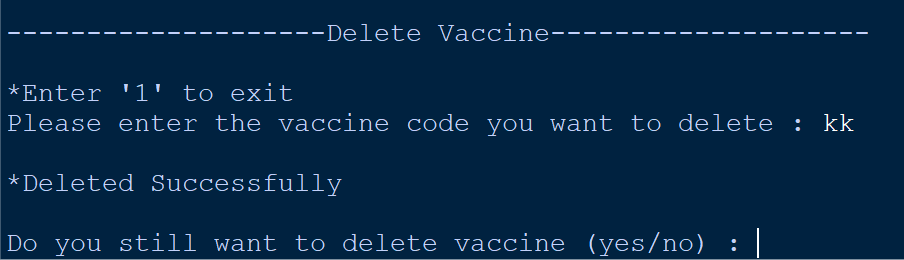 --------------------Delete Vaccine--------------------
*Enter '1' to exit
Please enter the vaccine code you want to delete : kk
*Deleted Successfully
Do you still want to delete vaccine (yes/no) :